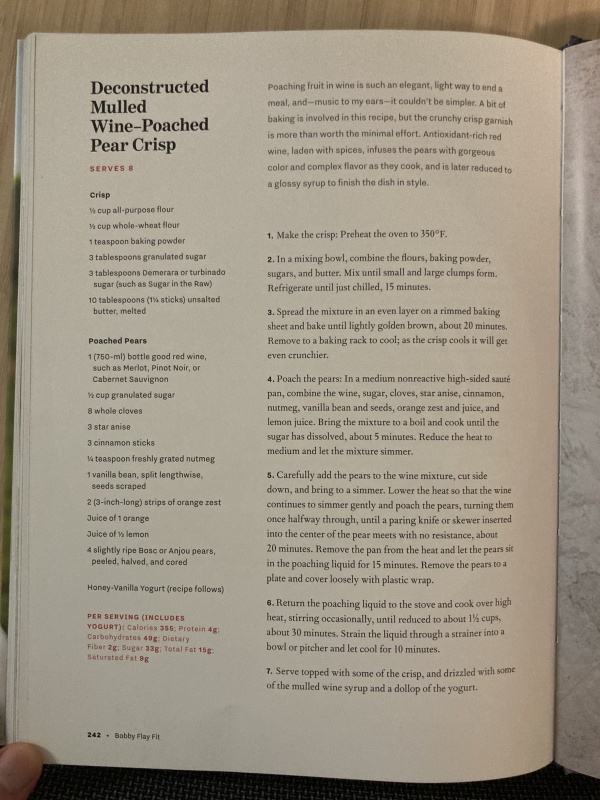 Deconstructed
Mulled
Wine–Poached
Pear Crisp
SERVES 8
Crisp
½ cup all-purpose flour
½ cup whole-wheat flour
1 teaspoon baking powder
3 tablespoons granulated sugar
3 tablespoons Demerara or turbinado
sugar (such as Sugar in the Raw)
10 tablespoons (1¼ sticks) unsalted
butter, melted
Poached Pears
1 (750-ml) bottle good red wine,
such as Merlot, Pinot Noir, or
Cabernet Sauvignon
½ cup granulated sugar
8 whole cloves
3 star anise
3 cinnamon sticks
¼ teaspoon freshly grated nutmeg
1 vanilla bean, split lengthwise,
seeds scraped
2 (3-inch-long) strips of orange zest
Juice of 1 orange
Juice of ½ lemon
4 slightly ripe Bosc or Anjou pears,
peeled, halved, and cored
Honey-Vanilla Yogurt (recipe follows)
PER SERVING (INCLUDES
YOGURT): Calories 355; Protein 4g;
Carbohydrates 49g; Dietary
Fiber 2g; Sugar 33g; Total Fat 15g;
Saturated Fat 9g
Poaching fruit in wine is such an elegant, light way to end a
meal, and—music to my ears—it couldn't be simpler. A bit of
baking is involved in this recipe, but the crunchy crisp garnish
is more than worth the minimal effort. Antioxidant-rich red
wine, laden with spices, infuses the pears with gorgeous
color and complex flavor as they cook, and is later reduced to
a glossy syrup to finish the dish in style.
1. Make the crisp: Preheat the oven to 350°F.
2. In a mixing bowl, combine the flours, baking powder,
sugars, and butter. Mix until small and large clumps form.
Refrigerate until just chilled, 15 minutes.
3. Spread the mixture in an even layer on a rimmed baking
sheet and bake until lightly golden brown, about 20 minutes.
Remove to a baking rack to cool; as the crisp cools it will get
even crunchier.
4. Poach the pears: In a medium nonreactive high-sided sauté
pan, combine the wine, sugar, cloves, star anise, cinnamon,
nutmeg, vanilla bean and seeds, orange zest and juice, and
lemon juice. Bring the mixture to a boil and cook until the
sugar has dissolved, about 5 minutes. Reduce the heat to
medium and let the mixture simmer.
5. Carefully add the pears to the wine mixture, cut side
down, and bring to a simmer. Lower the heat so that the wine
continues to simmer gently and poach the pears, turning them
once halfway through, until a paring knife or skewer inserted
into the center of the pear meets with no resistance, about
20 minutes. Remove the pan from the heat and let the pears sit
in the poaching liquid for 15 minutes. Remove the pears to a
plate and cover loosely with plastic wrap.
6. Return the poaching liquid to the stove and cook over high
heat, stirring occasionally, until reduced to about 1½ cups,
about 30 minutes. Strain the liquid through a strainer into a
bowl or pitcher and let cool for 10 minutes.
7. Serve topped with some of the crisp, and drizzled with some
of the mulled wine syrup and a dollop of the yogurt.
242 • Bobby Flay Fit